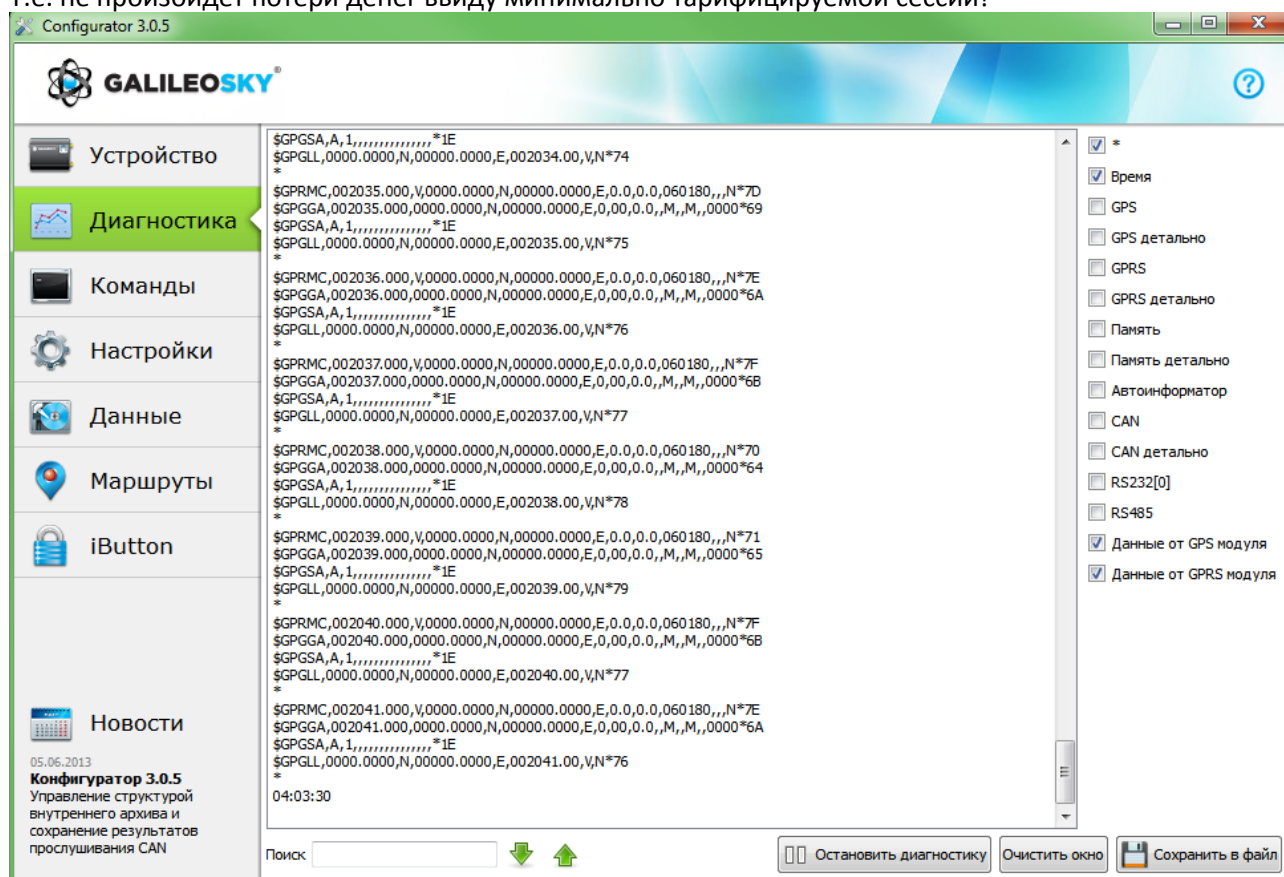 т.е. не произойдет потери денег ввиду минимально тарифицируемой сессии?
Configurator 3.0.5
GALILEOSKY®
?
Устройство
Диагностика
Команды
Настройки
Данные
Маршруты
iButton
Новости
05.06.2013
Конфигуратор 3.0.5
Управление структурой
внутреннего архива и
сохранение результатов
прослушивания CAN
$GPGSA,A,1,,,,,,,,,,,,,,,*1E
$GPGLL,0000.0000,N,00000.0000,E,002034.00,V,N*74
*
$GPRMC,002035.000,V,0000.0000,N,00000.0000,E,0.0,0.0,060180,,,N*7D
$GPGGA,002035.000,0000.0000,N,00000.0000,E,0,00,0.0,,M,,M,,0000*69
$GPGSA,A,1,,,,,,,,,,,,,,,*1E
$GPGLL,0000.0000,N,00000.0000,E,002035.00,V,N*75
*
$GPRMC,002036.000,V,0000.0000,N,00000.0000,E,0.0,0.0,060180,,,N*7E
$GPGGA,002036.000,0000.0000,N,00000.0000,E,0,00,0.0,,M,,M,,0000*6A
$GPGSA,A,1,,,,,,,,,,,,,,,*1E
$GPGLL,0000.0000,N,00000.0000,E,002036.00,V,N*76
*
$GPRMC,002037.000,V,0000.0000,N,00000.0000,E,0.0,0.0,060180,,,N*7F
$GPGGA,002037.000,0000.0000,N,00000.0000,E,0,00,0.0,,M,,M,,0000*6B
$GPGSA,A,1,,,,,,,,,,,,,,,*1E
$GPGLL,0000.0000,N,00000.0000,E,002037.00,V,N*77
*
$GPRMC,002038.000,V,0000.0000,N,00000.0000,E,0.0,0.0,060180,,,N*70
$GPGGA,002038.000,0000.0000,N,00000.0000,E,0,00,0.0,,M,,M,,0000*64
$GPGSA,A,1,,,,,,,,,,,,,,,*1E
$GPGLL,0000.0000,N,00000.0000,E,002038.00,V,N*78
*
$GPRMC,002039.000,V,0000.0000,N,00000.0000,E,0.0,0.0,060180,,,N*71
$GPGGA,002039.000,0000.0000,N,00000.0000,E,0,00,0.0,,M,,M,,0000*65
$GPGSA,A,1,,,,,,,,,,,,,,,*1E
$GPGLL,0000.0000,N,00000.0000,E,002039.00,V,N*79
*
$GPRMC,002040.000,V,0000.0000,N,00000.0000,E,0.0,0.0,060180,,,N*7F
$GPGGA,002040.000,0000.0000,N,00000.0000,E,0,00,0.0,,M,,M,,0000*6B
$GPGSA,A,1,,,,,,,,,,,,,,,*1E
$GPGLL,0000.0000,N,00000.0000,E,002040.00,V,N*77
*
$GPRMC,002041.000,V,0000.0000,N,00000.0000,E,0.0,0.0,060180,,,N*7E
$GPGGA,002041.000,0000.0000,N,00000.0000,E,0,00,0.0,,M,,M,,0000*6A
$GPGSA,A,1,,,,,,,,,,,,,,,*1E
$GPGLL,0000.0000,N,00000.0000,E,002041.00,V,N*76
*
04:03:30
*
Время
GPS
GPS детально
GPRS
GPRS детально
Память
Память детально
Автоинформатор
CAN
CAN детально
RS232[0]
RS485
Данные от GPS модуля
Данные от GPRS модуля
Поиск
Остановить диагностику
Очистить окно
Сохранить в файл